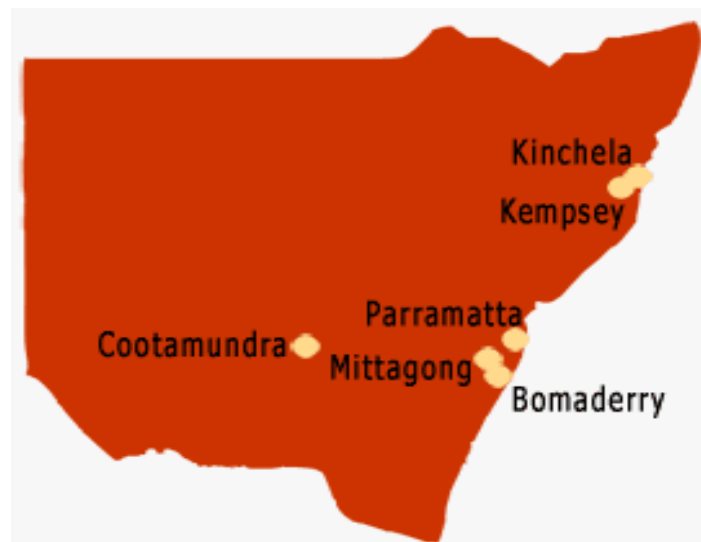 Kinchela
Kempsey
Parramatta
Cootamundra
Mittagong
Bomaderry